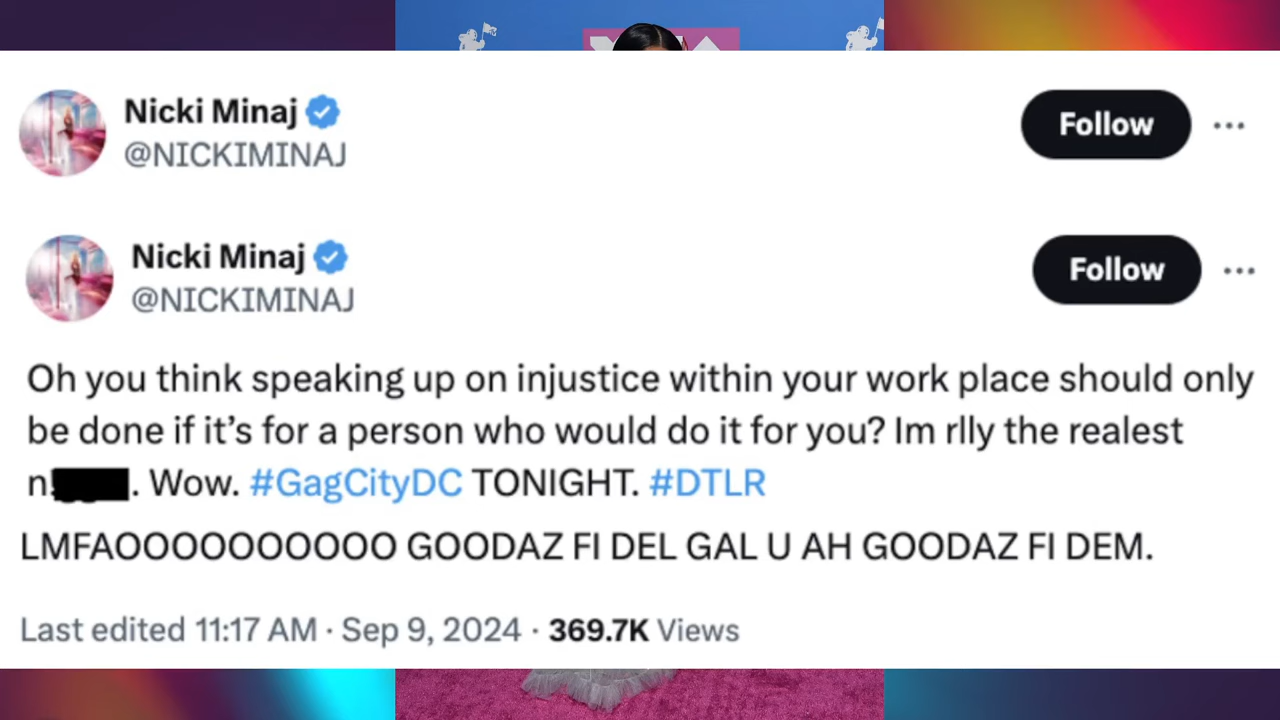 Nicki Minaj
@NICKIMINAJ
Follow
Nicki Minaj
@NICKIMINAJ
Follow
Oh you think speaking up on injustice within your work place should only
be done if it’s for a person who would do it for you? Im rlly the realest
n. Wow. #GagCityDC TONIGHT. #DTLR
LMFAOOOOOOOOOO GOODAZ FI DEL GAL U AH GOODAZ FI DEM.
Last edited 11:17 AM · Sep 9, 2024 · 369.7K Views